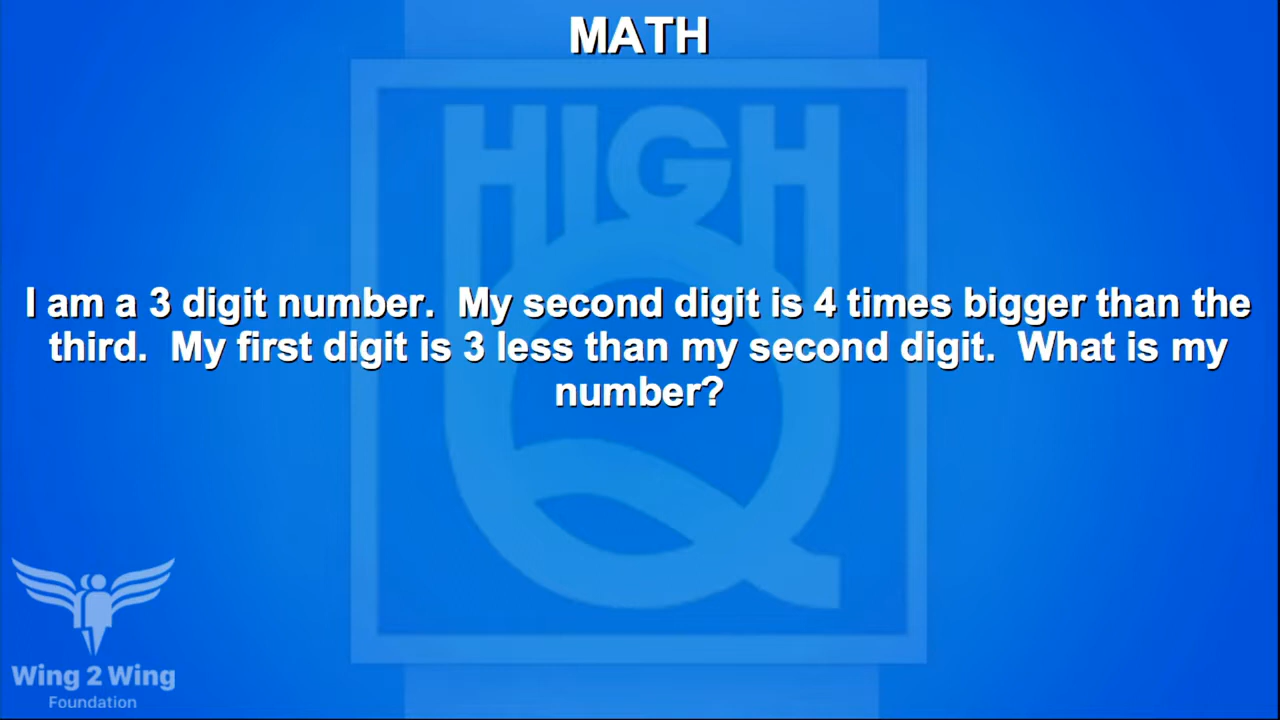 MATH
HIGH
Q
I am a 3 digit number.  My second digit is 4 times bigger than the
third.  My first digit is 3 less than my second digit.  What is my
number?
Wing 2 Wing
Foundation